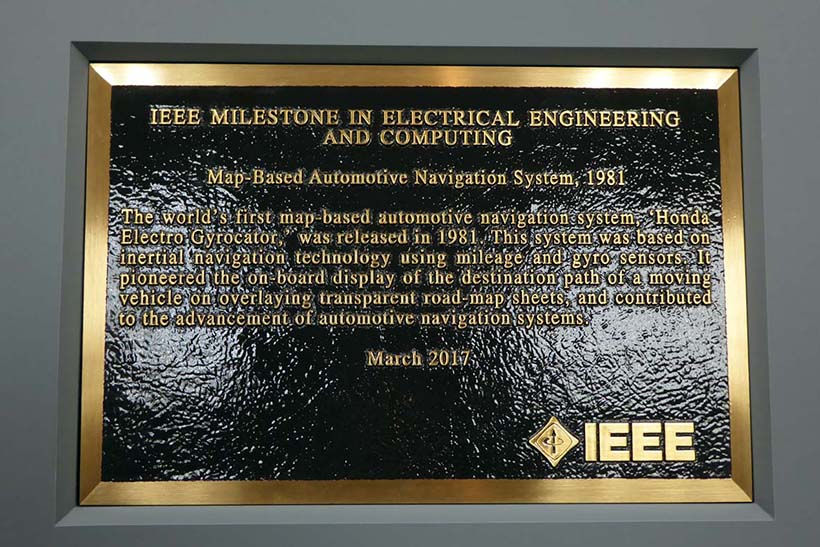 IEEE MILESTONE IN ELECTRICAL ENGINEERING
AND COMPUTING
Map-Based Automotive Navigation System, 1981
The world's first map-based automotive navigation system, 'Honda
Electro Gyrocator,' was released in 1981. This system was based on
inertial navigation technology using mileage and gyro sensors. It
pioneered the on-board display of the destination path of a moving
vehicle on overlaying transparent road-map sheets, and contributed
to the advancement of automotive navigation systems.
March 2017
IEEE